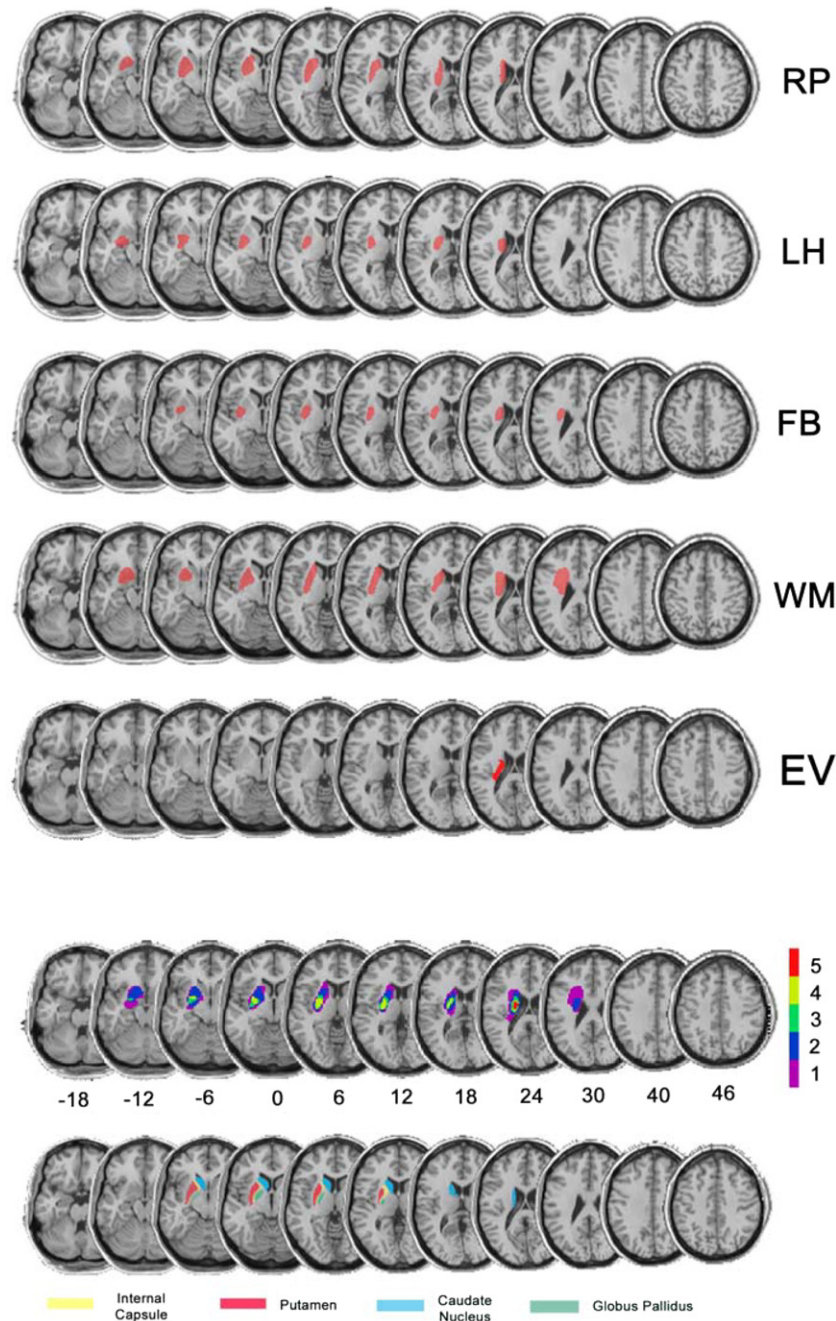 RP
LH
FB
WM
EV
5
4
3
2
1
-18 -12 -6 0 6 12 18 24 30 40 46
Internal Capsule
Putamen
Caudate Nucleus
Globus Pallidus